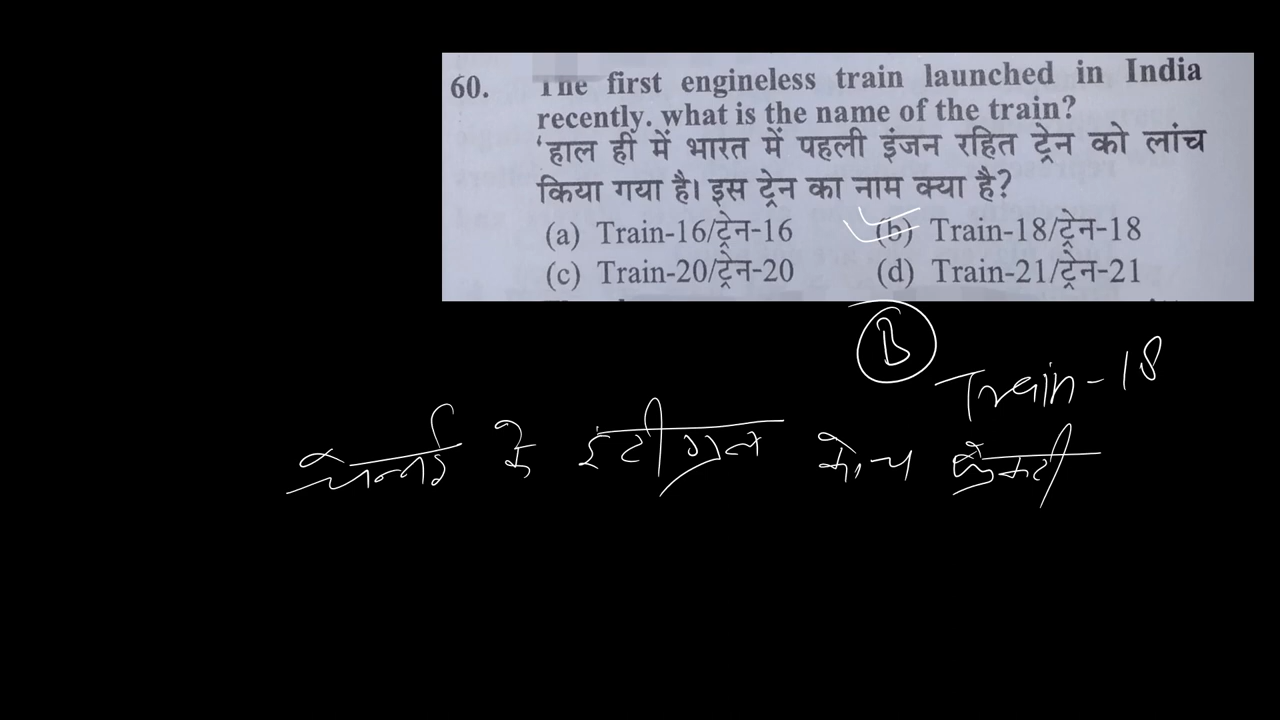 60. The first engineless train launched in India
recently. what is the name of the train?
'हाल हीं में भारत में पहली इंजन रहित ट्रेन को लांच
किया गया है। इस ट्रेन का नाम क्या है?
(a) Train-16/ट्रेन-16 (b) Train-18/ट्रेन-18
(c) Train-20/ट्रेन-20 (d) Train-21/ट्रेन-21
B
Train-18
चेन्नई के इंटीग्रल कोच फैक्ट्री